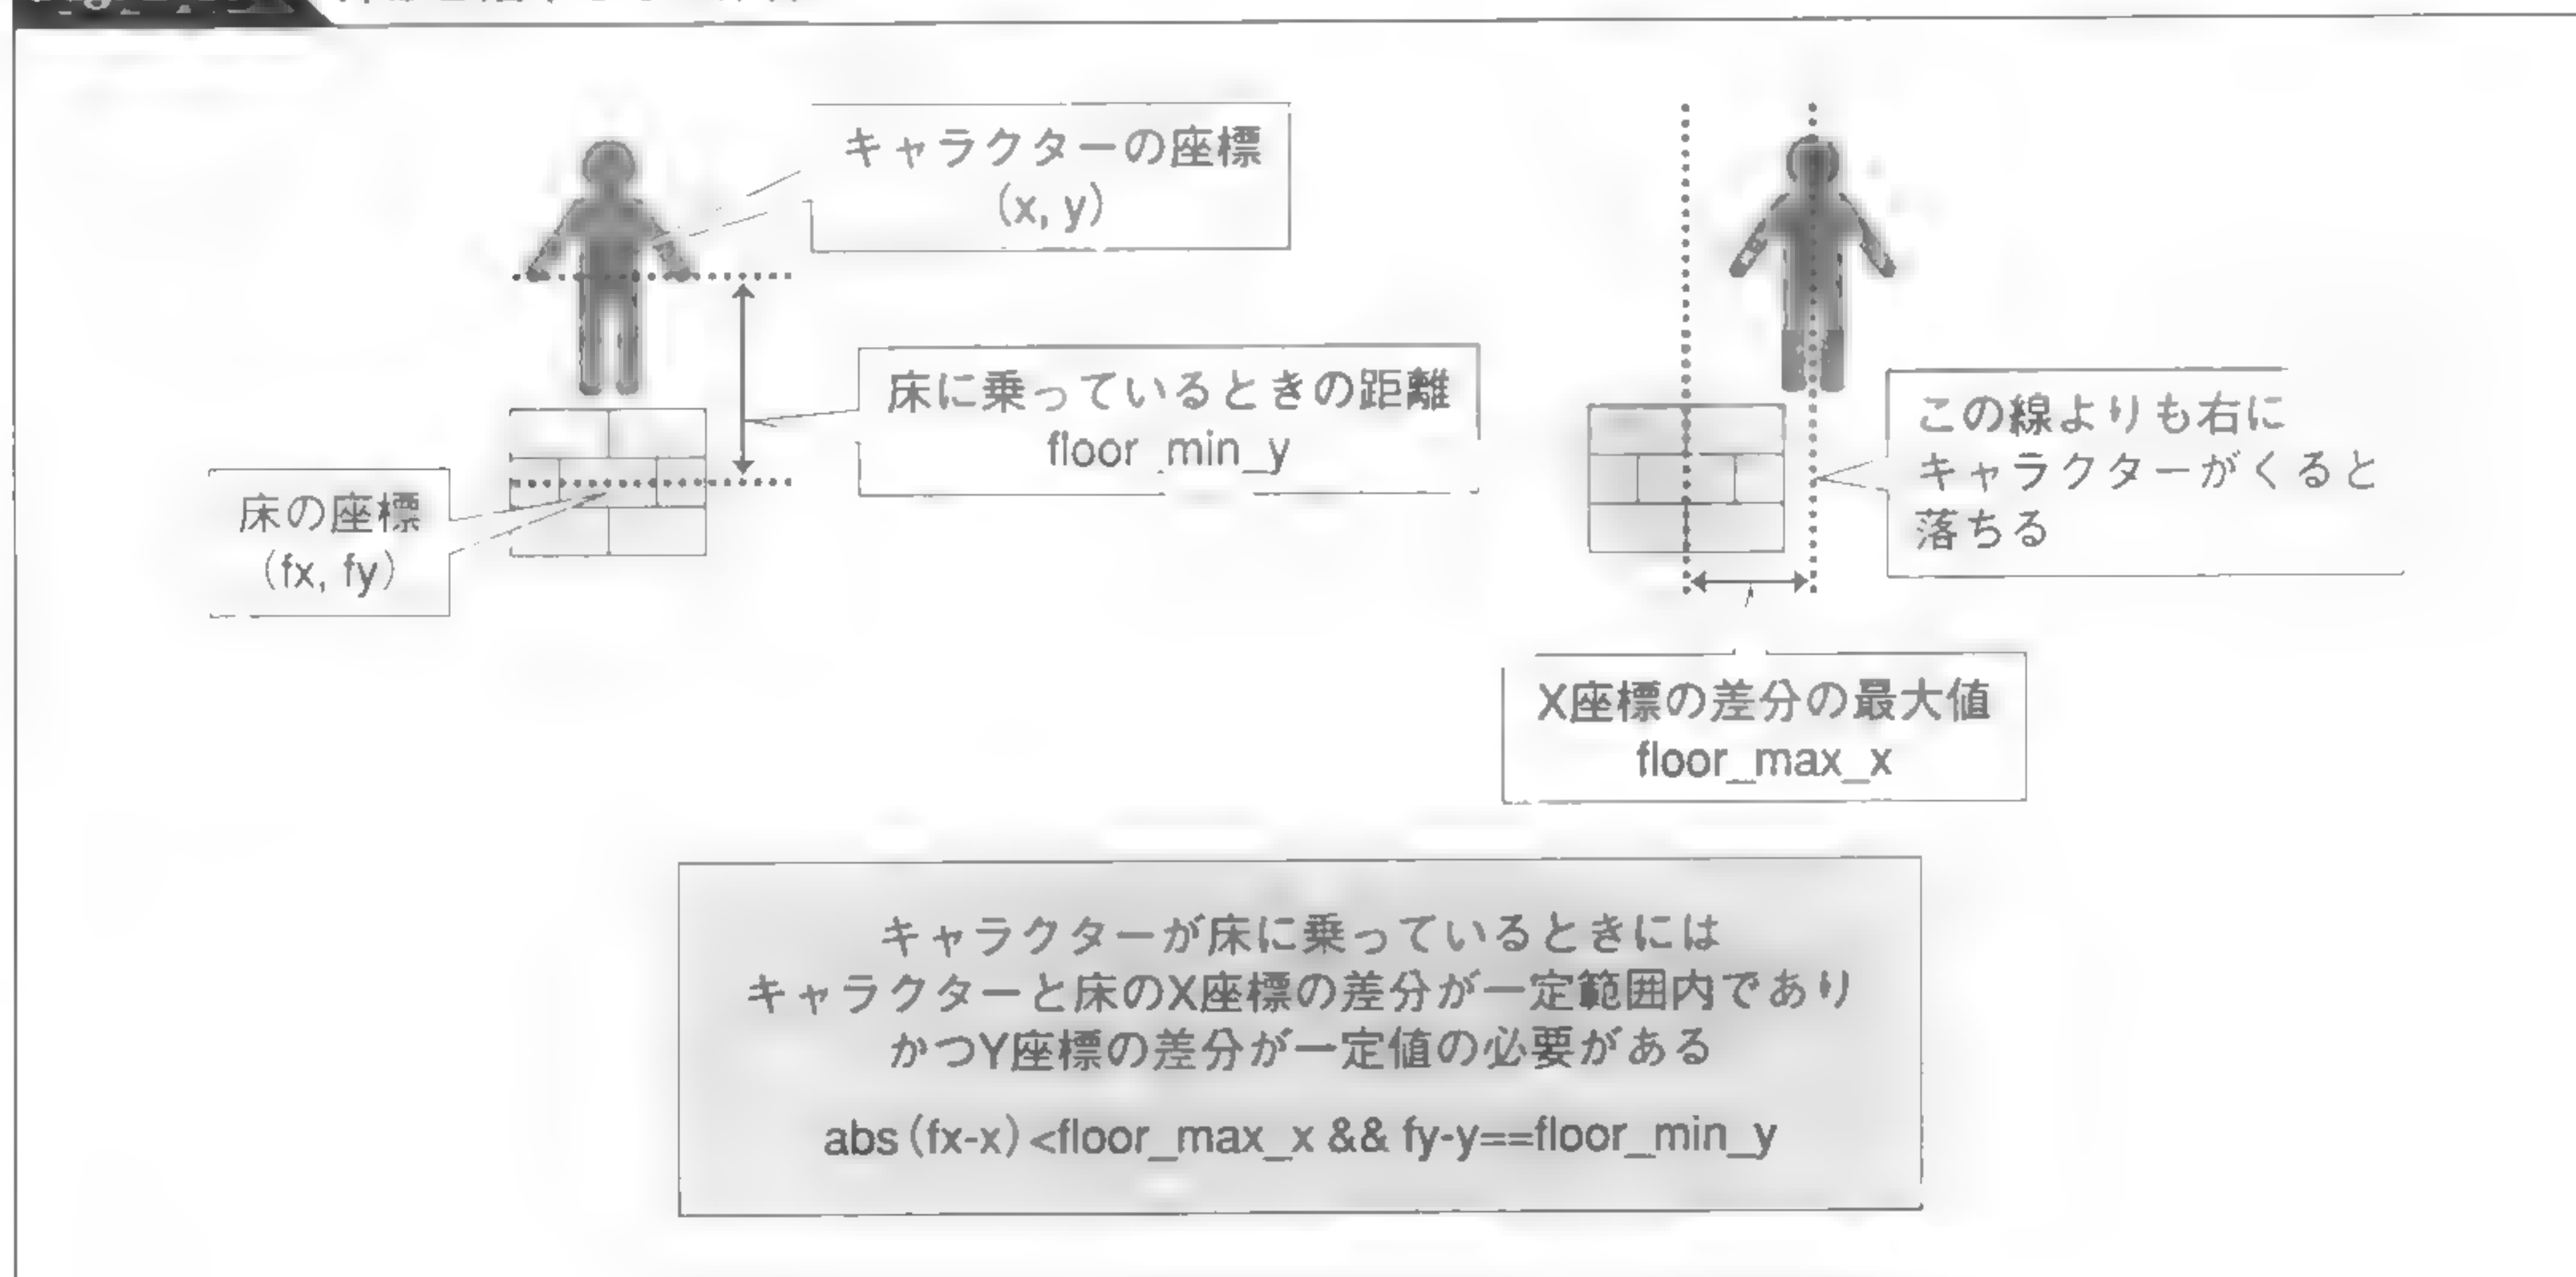 キャラクターの座標
(x, y)
床に乗っているときの距離
floor_min_y
床の座標
(fx, fy)
この線よりも右に
キャラクターがくると
落ちる
X座標の差分の最大値
floor_max_x
キャラクターが床に乗っているときには
キャラクターと床のX座標の差分が一定範囲内であり
かつY座標の差分が一定値の必要がある
abs(fx-x)<floor_max_x && fy-y==floor_min_y